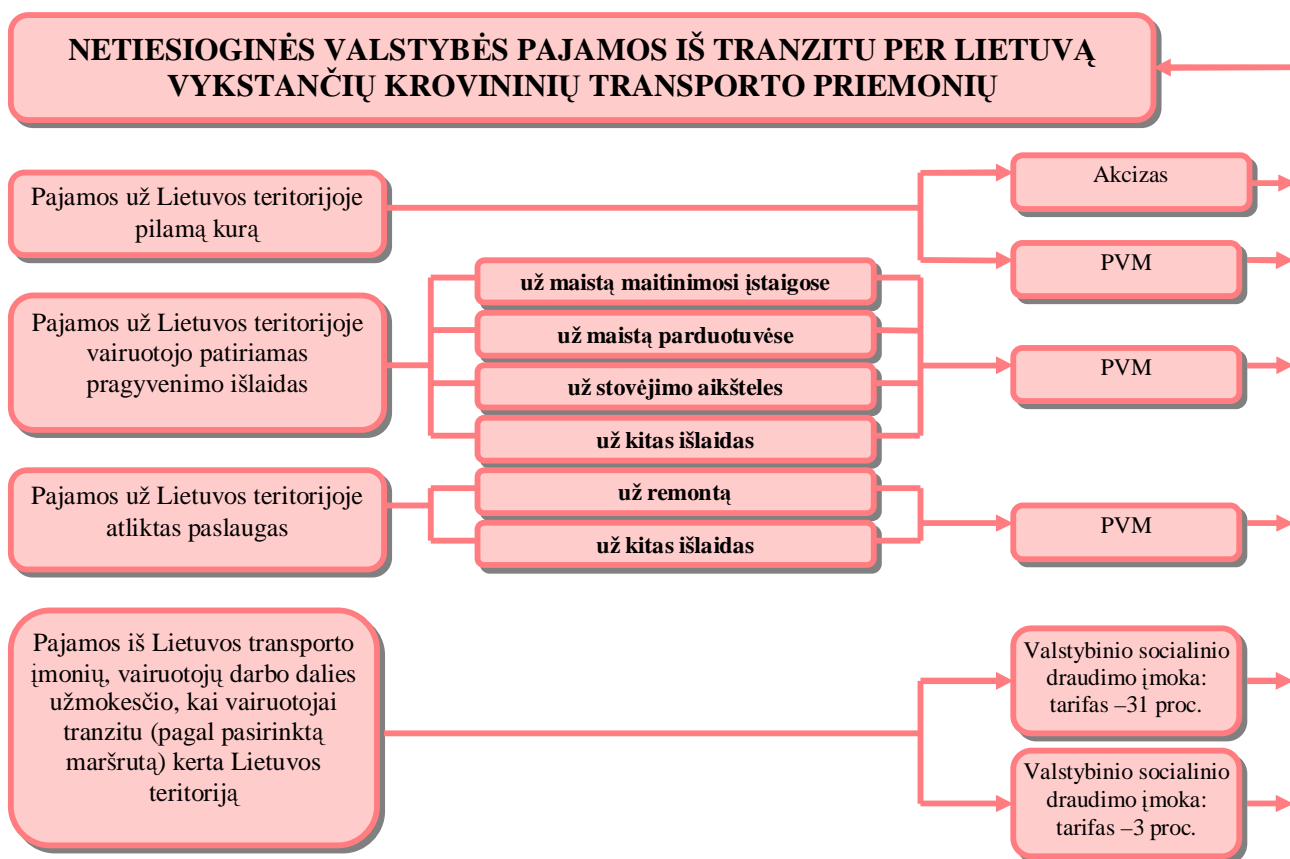 NETIESIOGINĖS VALSTYBĖS PAJAMOS IŠ TRANZITU PER LIETUVĄ
VYKSTANČIŲ KROVININIŲ TRANSPORTO PRIEMONIŲ
Pajamos už Lietuvos teritorijoje
pilamą kurą
Akcizas
PVM
Pajamos už Lietuvos teritorijoje
vairuotojo patiriamas
pragyvenimo išlaidas
už maistą maitinimosi įstaigose
už maistą parduotuvėse
už stovėjimo aikšteles
už kitas išlaidas
PVM
Pajamos už Lietuvos teritorijoje
atliktas paslaugas
už remontą
už kitas išlaidas
PVM
Pajamos iš Lietuvos transporto
įmonių, vairuotojų darbo dalies
užmokesčio, kai vairuotojai
tranzitu (pagal pasirinktą
maršrutą) kerta Lietuvos
teritoriją
Valstybinio socialinio
draudimo įmoka:
tarifas –31 proc.
Valstybinio socialinio
draudimo įmoka:
tarifas –3 proc.